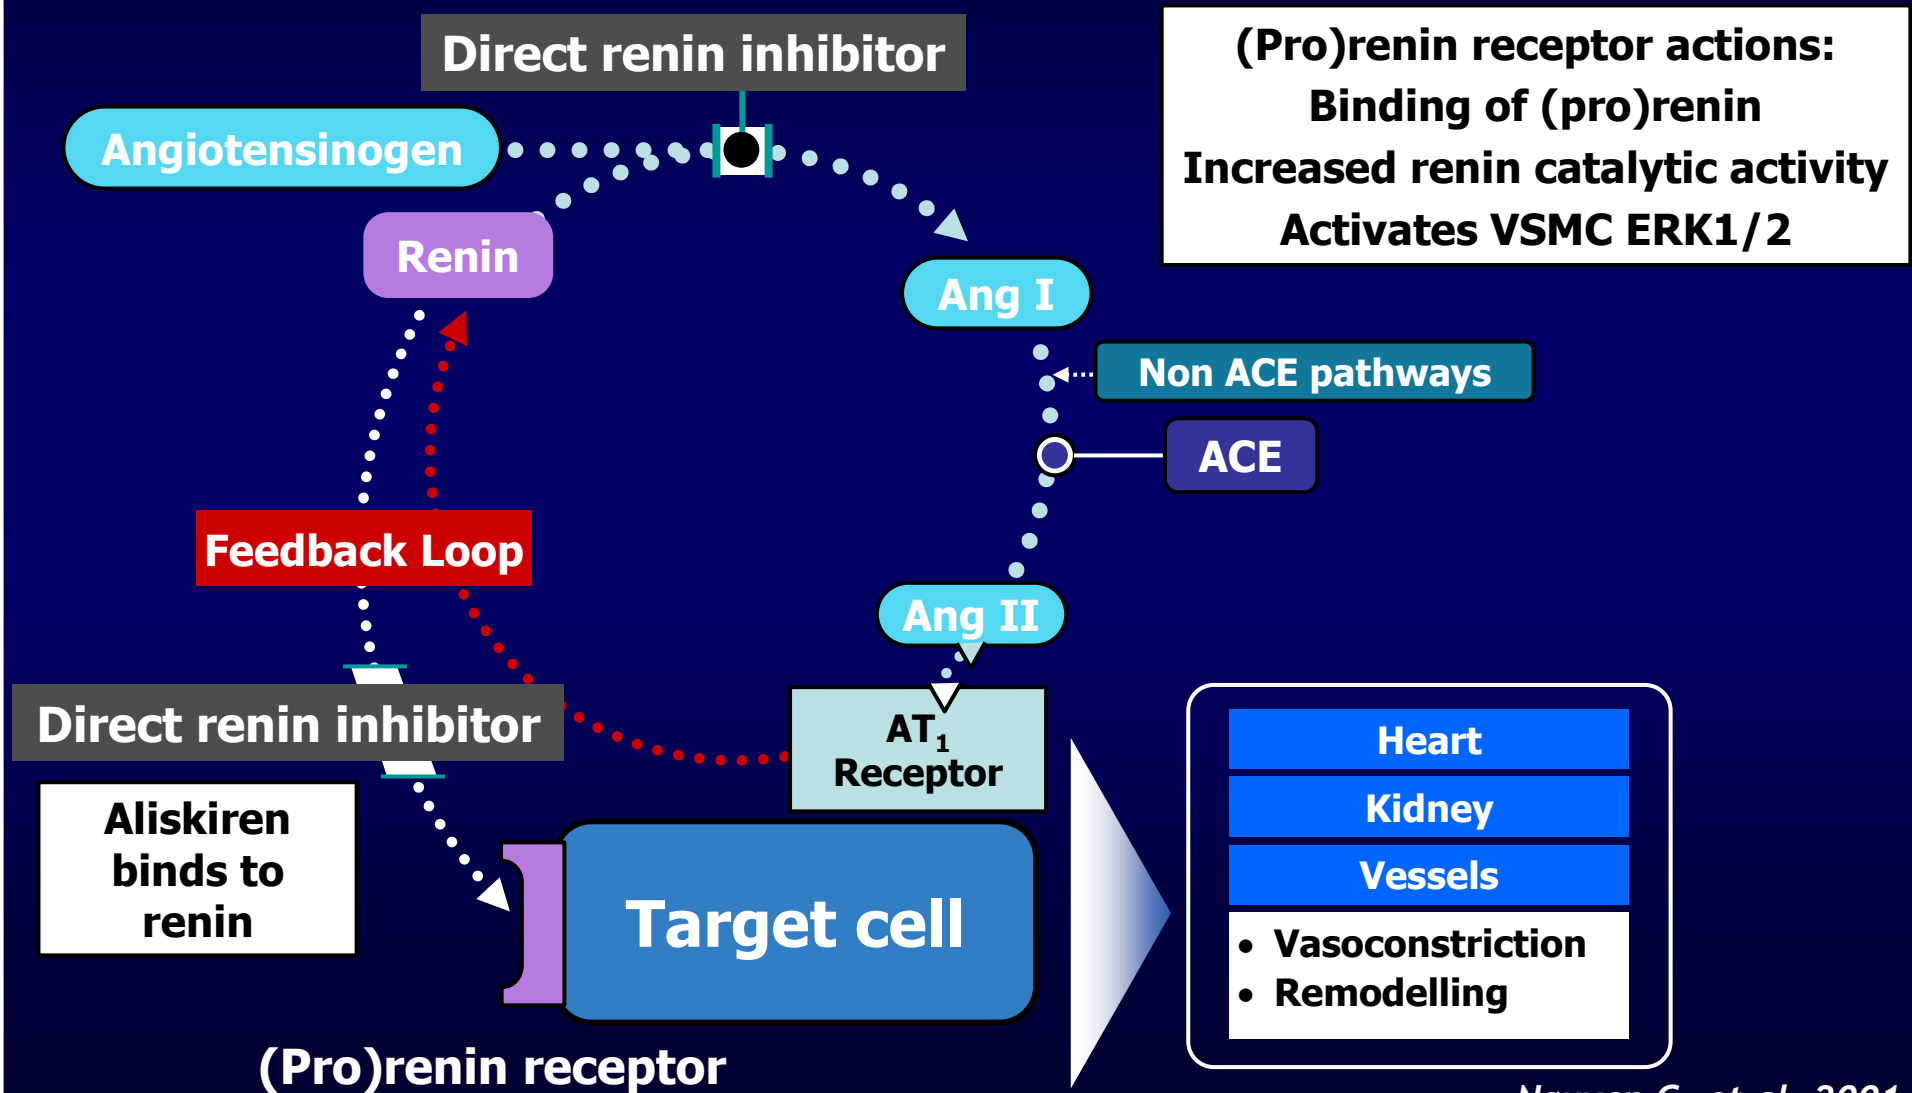 Direct renin inhibitor
(Pro)renin receptor actions:
Binding of (pro)renin
Increased renin catalytic activity
Activates VSMC ERK1/2
Angiotensinogen
Renin
Ang I
Non ACE pathways
ACE
Feedback Loop
Ang II
Direct renin inhibitor
AT₁
Receptor
Aliskiren
binds to
renin
Target cell
Heart
Kidney
Vessels
• Vasoconstriction
• Remodelling
(Pro)renin receptor